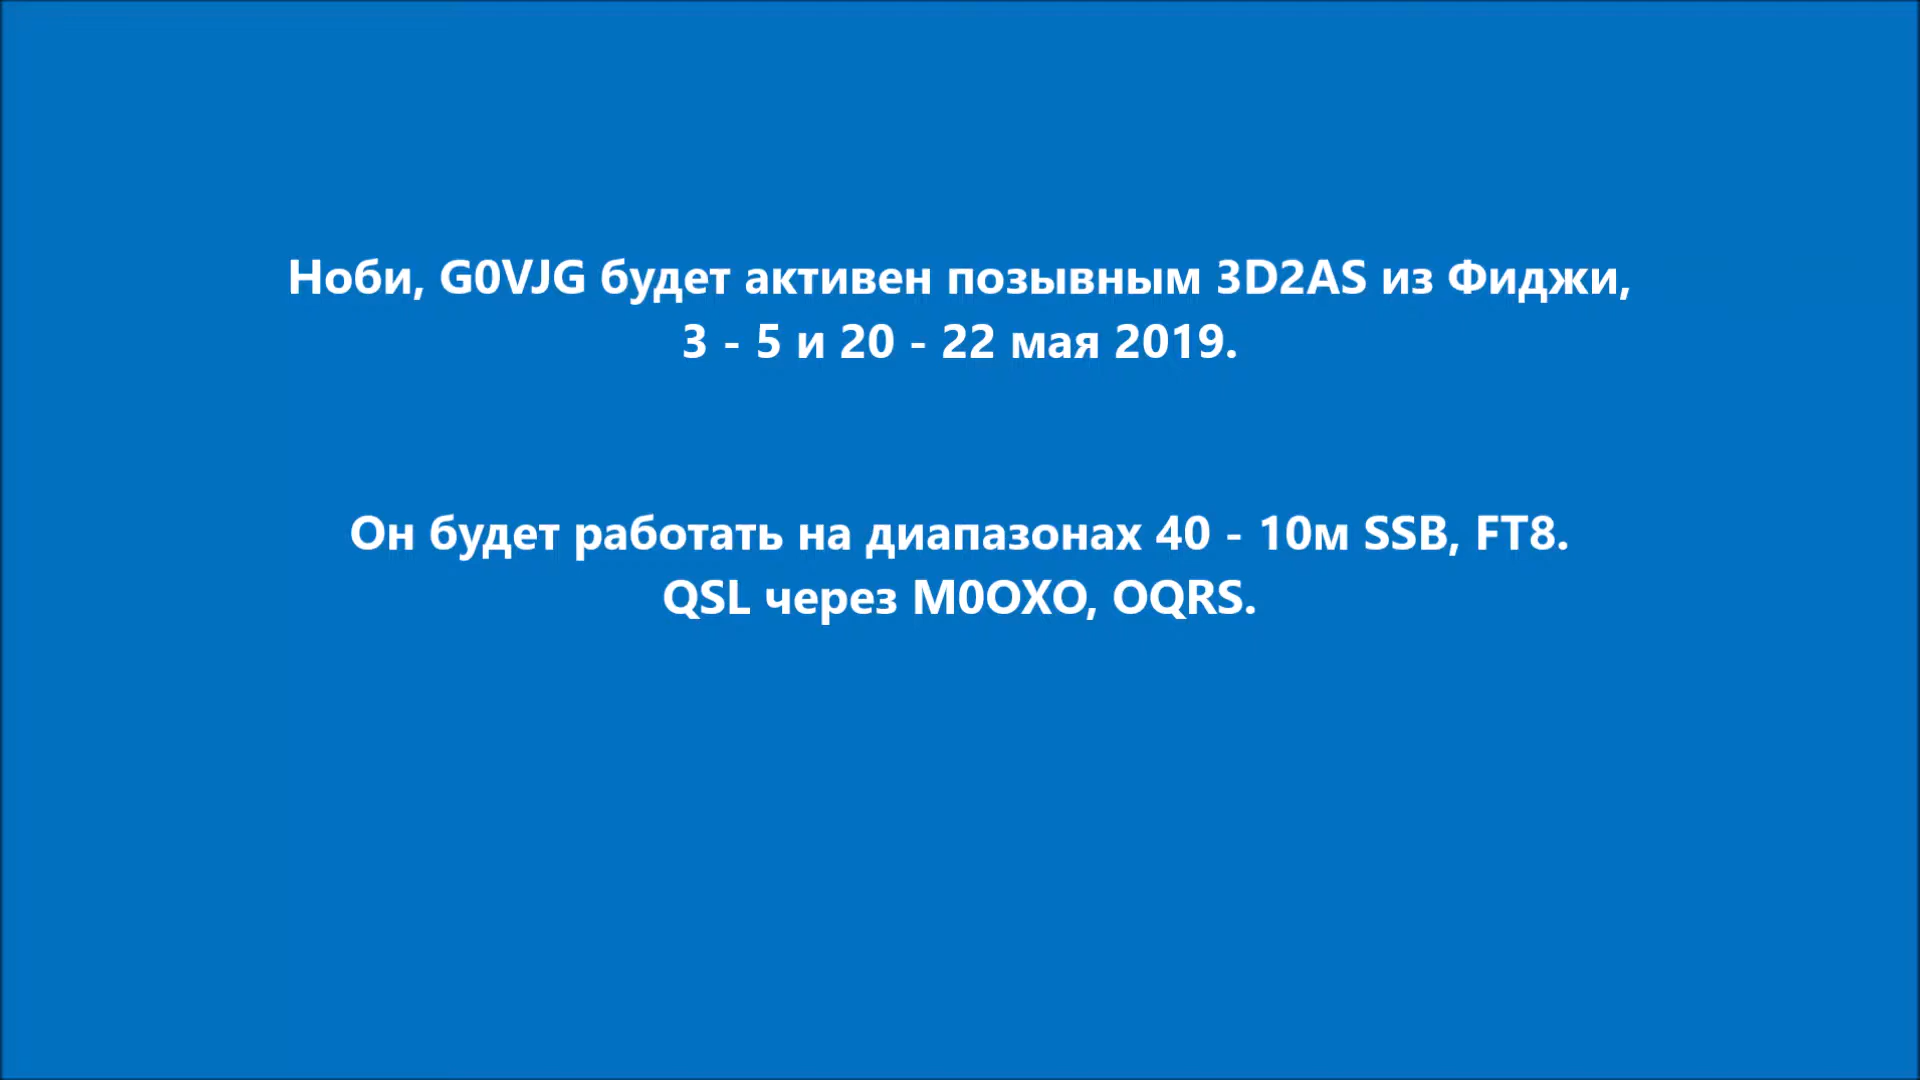 Ноби, G0VJG будет активен позывным 3D2AS из Фиджи,
3 - 5 и 20 - 22 мая 2019.
Он будет работать на диапазонах 40 - 10м SSB, FT8.
QSL через M0OXO, OQRS.